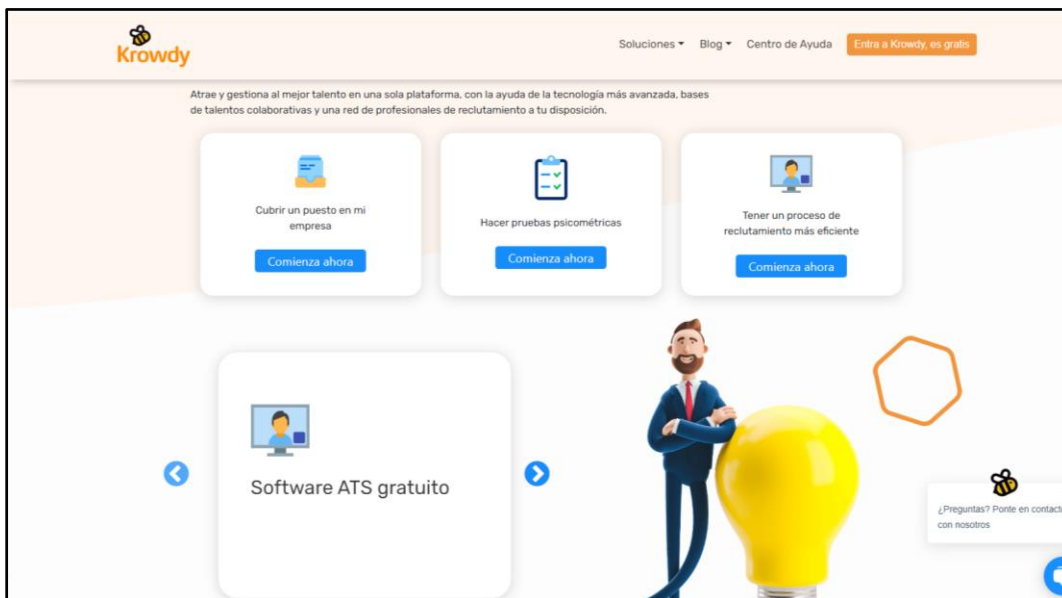 Krowdy
Soluciones Blog Centro de Ayuda Entra a Krowdy, es gratis
Atrae y gestiona al mejor talento en una sola plataforma, con la ayuda de la tecnología más avanzada, bases
de talentos colaborativas y una red de profesionales de reclutamiento a tu disposición.
Cubrir un puesto en mi
empresa
Comienza ahora
Hacer pruebas psicométricas
Comienza ahora
Tener un proceso de
reclutamiento más eficiente
Comienza ahora
Software ATS gratuito
¿Preguntas? Ponte en contacto
con nosotros